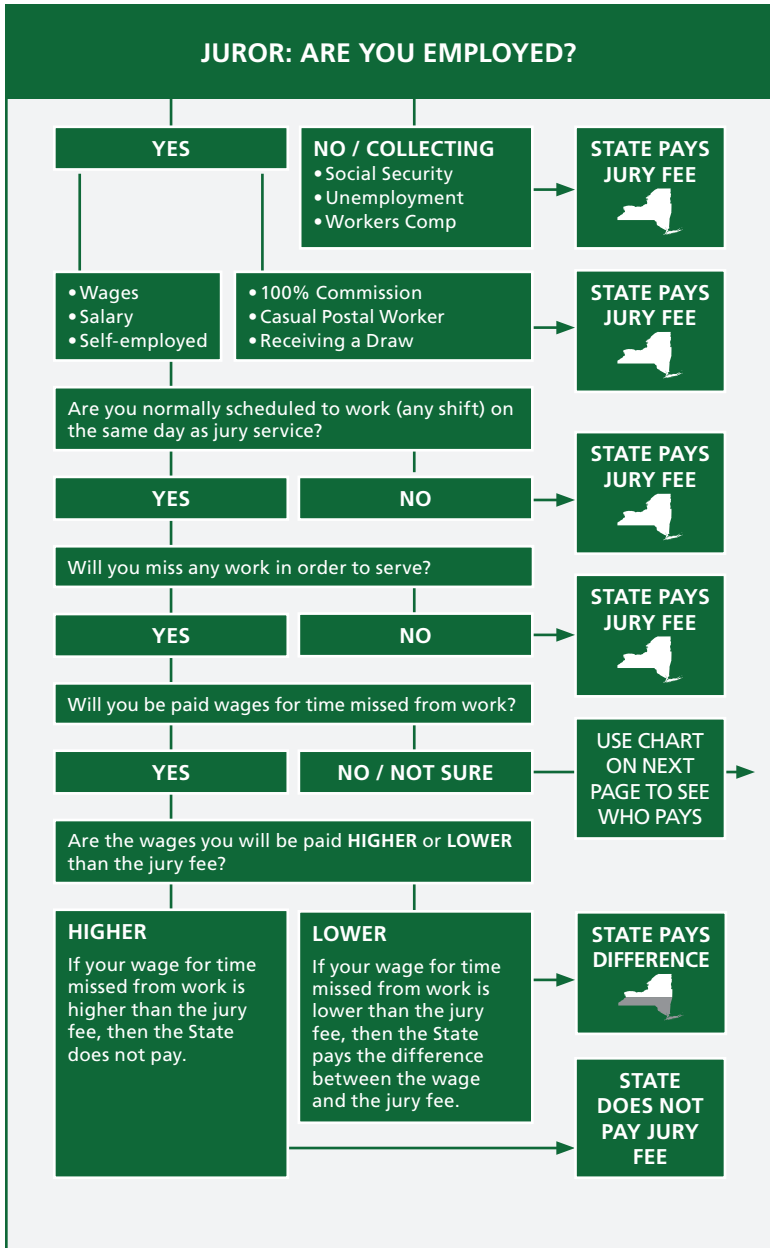 JUROR: ARE YOU EMPLOYED?
YES
NO / COLLECTING
• Social Security
• Unemployment
• Workers Comp
STATE PAYS
JURY FEE
• Wages
• Salary
• Self-employed
• 100% Commission
• Casual Postal Worker
• Receiving a Draw
STATE PAYS
JURY FEE
Are you normally scheduled to work (any shift) on
the same day as jury service?
YES
NO
STATE PAYS
JURY FEE
Will you miss any work in order to serve?
YES
NO
STATE PAYS
JURY FEE
Will you be paid wages for time missed from work?
YES
NO / NOT SURE
USE CHART
ON NEXT
PAGE TO SEE
WHO PAYS
Are the wages you will be paid HIGHER or LOWER
than the jury fee?
HIGHER
If your wage for time
missed from work is
higher than the jury
fee, then the State
does not pay.
LOWER
If your wage for time
missed from work is
lower than the jury
fee, then the State
pays the difference
between the wage
and the jury fee.
STATE PAYS
DIFFERENCE
STATE
DOES NOT
PAY JURY
FEE